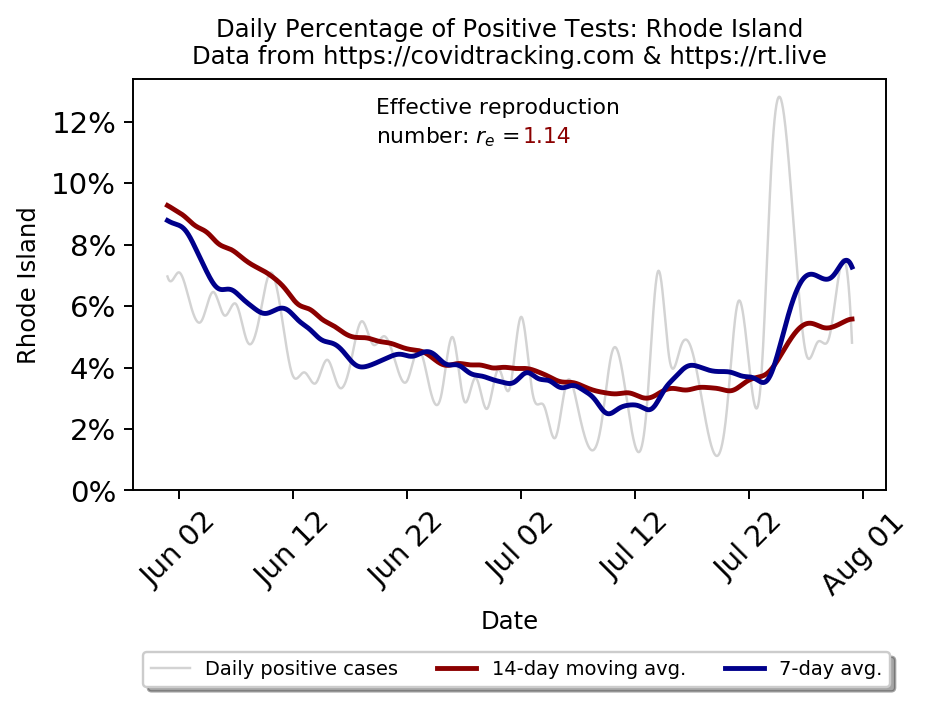 Daily Percentage of Positive Tests: Rhode Island
Data from https://covidtracking.com & https://rt.live
Effective reproduction
number: rₑ =1.14
12%
10%
8%
6%
4%
2%
0%
Rhode Island
Jun 02
Jun 12
Jun 22
Jul 02
Jul 12
Jul 22
Aug 01
Date
Daily positive cases
14-day moving avg.
7-day avg.